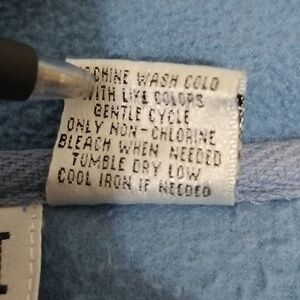 CHINE WASH COLD
WITH LIKE COLORS
GENTLE CYCLE
ONLY NON-CHLORINE
BLEACH WHEN NEEDED
TUMBLE DRY LOW
COOL IRON IF NEEDED